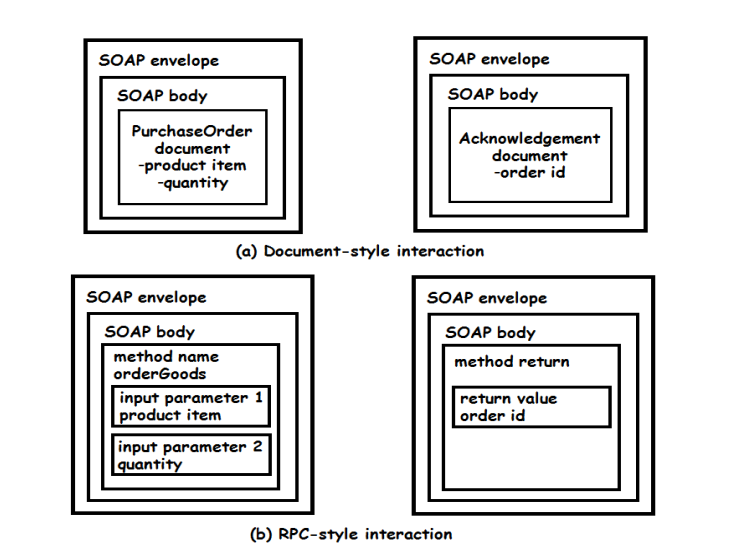 SOAP envelope
SOAP body
PurchaseOrder
document
-product item
-quantity
SOAP envelope
SOAP body
Acknowledgement
document
-order id
(a) Document-style interaction
SOAP envelope
SOAP body
method name
orderGoods
input parameter 1
product item
input parameter 2
quantity
SOAP envelope
SOAP body
method return
return value
order id
(b) RPC-style interaction